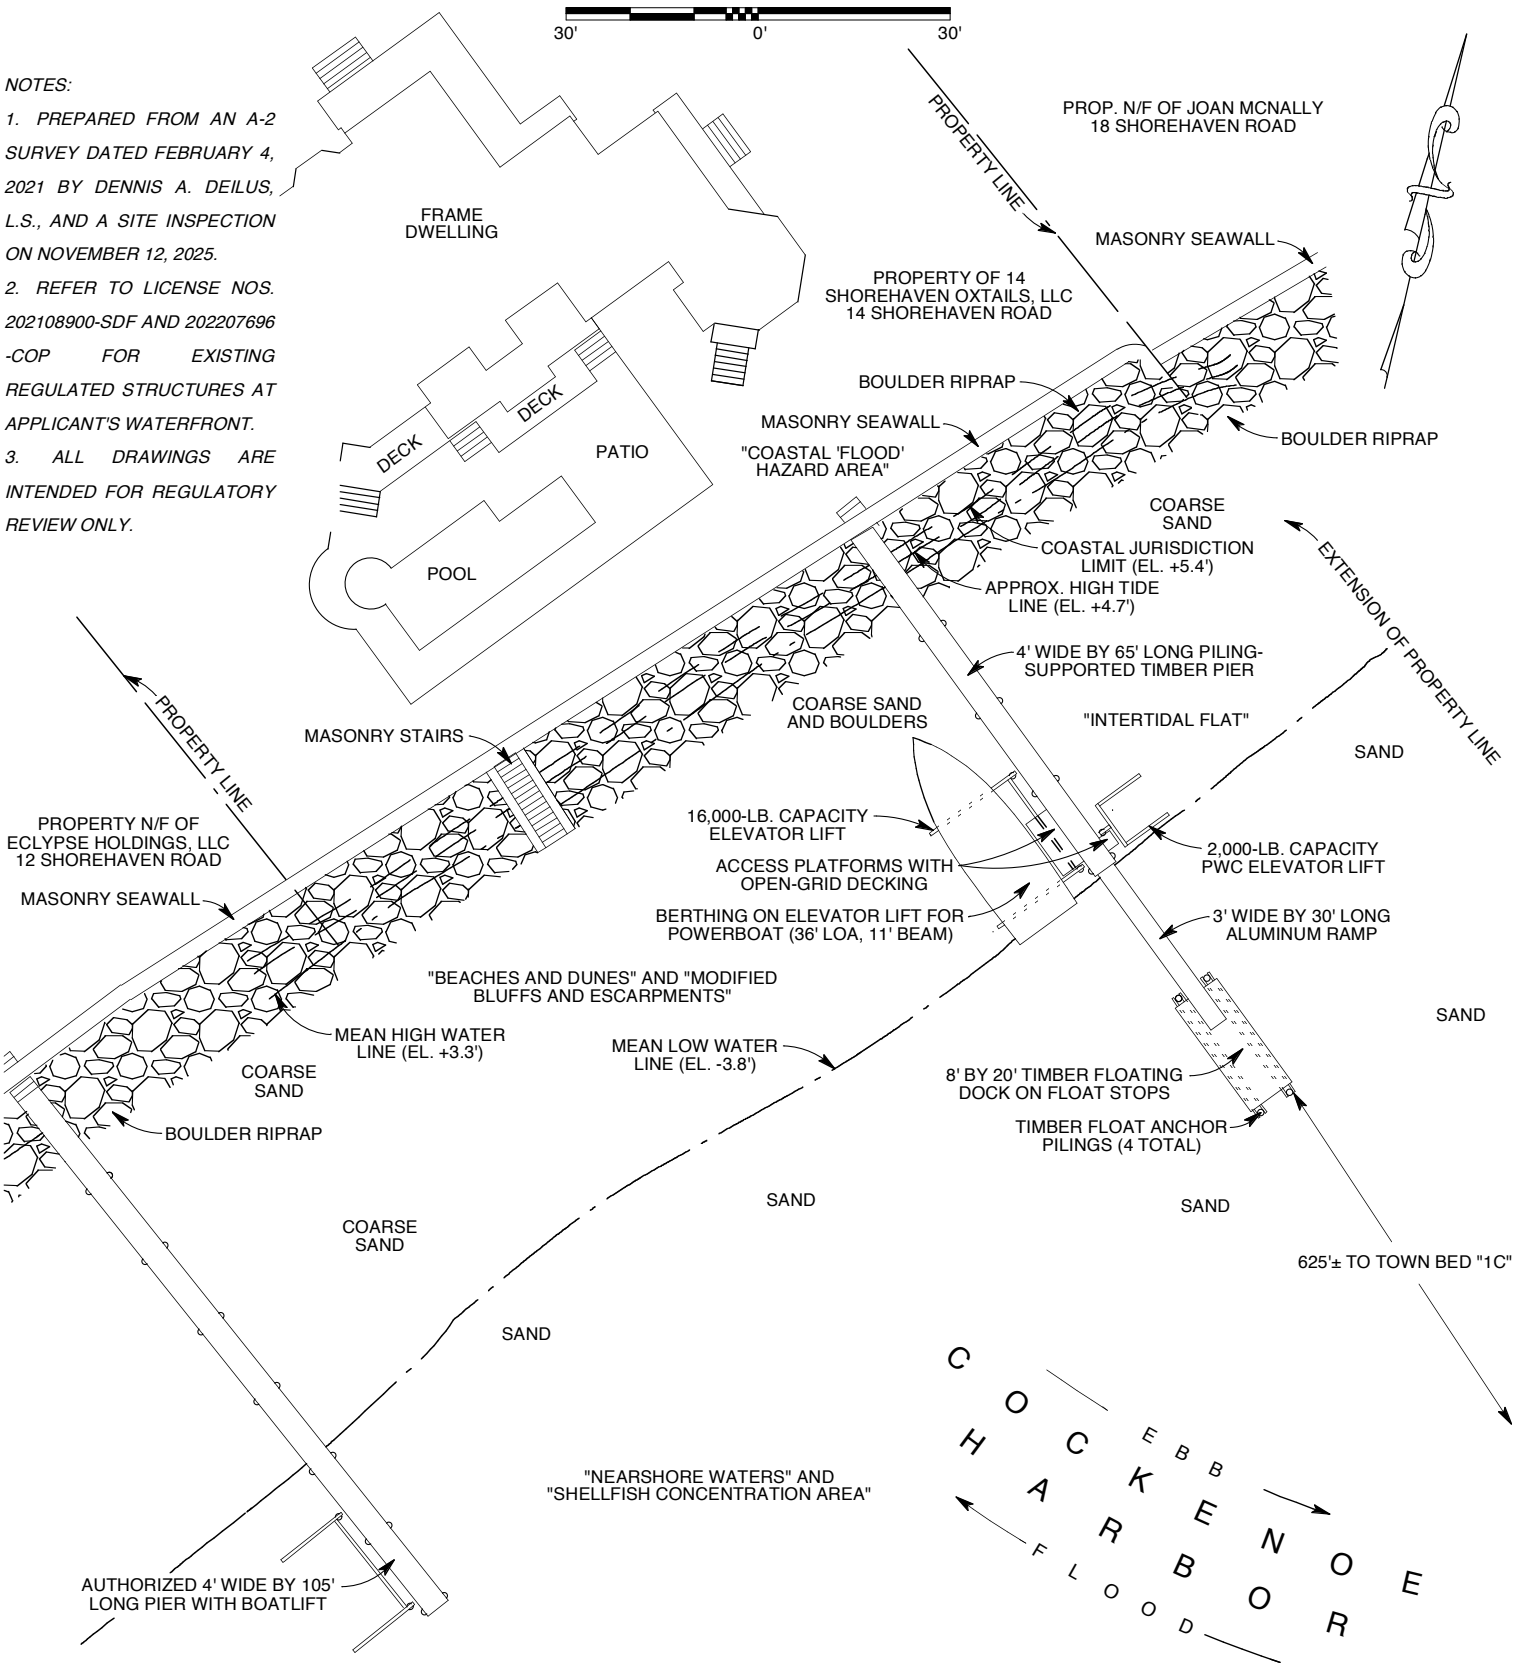 30' 0' 30'
NOTES:
1. PREPARED FROM AN A-2
SURVEY DATED FEBRUARY 4,
2021 BY DENNIS A. DEILUS,
L.S., AND A SITE INSPECTION
ON NOVEMBER 12, 2025.
2. REFER TO LICENSE NOS.
202108900-SDF AND 202207696
-COP FOR EXISTING
REGULATED STRUCTURES AT
APPLICANT'S WATERFRONT.
3. ALL DRAWINGS ARE
INTENDED FOR REGULATORY
REVIEW ONLY.
FRAME
DWELLING
PROPERTY LINE
PROP. N/F OF JOAN MCNALLY
18 SHOREHAVEN ROAD
MASONRY SEAWALL
PROPERTY OF 14
SHOREHAVEN OXTAILS, LLC
14 SHOREHAVEN ROAD
BOULDER RIPRAP
MASONRY SEAWALL
"COASTAL 'FLOOD'
HAZARD AREA"
BOULDER RIPRAP
DECK
DECK
PATIO
POOL
COARSE
SAND
COASTAL JURISDICTION
LIMIT (EL. +5.4')
APPROX. HIGH TIDE
LINE (EL. +4.7')
EXTENSION OF PROPERTY LINE
4' WIDE BY 65' LONG PILING-
SUPPORTED TIMBER PIER
COARSE SAND
AND BOULDERS
"INTERTIDAL FLAT"
SAND
PROPERTY LINE
MASONRY STAIRS
PROPERTY N/F OF
ECLYPSE HOLDINGS, LLC
12 SHOREHAVEN ROAD
MASONRY SEAWALL
16,000-LB. CAPACITY
ELEVATOR LIFT
ACCESS PLATFORMS WITH
OPEN-GRID DECKING
2,000-LB. CAPACITY
PWC ELEVATOR LIFT
BERTHING ON ELEVATOR LIFT FOR
POWERBOAT (36' LOA, 11' BEAM)
3' WIDE BY 30' LONG
ALUMINUM RAMP
"BEACHES AND DUNES" AND "MODIFIED
BLUFFS AND ESCARPMENTS"
SAND
MEAN HIGH WATER
LINE (EL. +3.3')
MEAN LOW WATER
LINE (EL. -3.8')
COARSE
SAND
8' BY 20' TIMBER FLOATING
DOCK ON FLOAT STOPS
BOULDER RIPRAP
TIMBER FLOAT ANCHOR
PILINGS (4 TOTAL)
SAND
SAND
COARSE
SAND
625'± TO TOWN BED "1C"
SAND
"NEARSHORE WATERS" AND
"SHELLFISH CONCENTRATION AREA"
EBB
COCKENOE
HARBOR
FLOOD
AUTHORIZED 4' WIDE BY 105'
LONG PIER WITH BOATLIFT